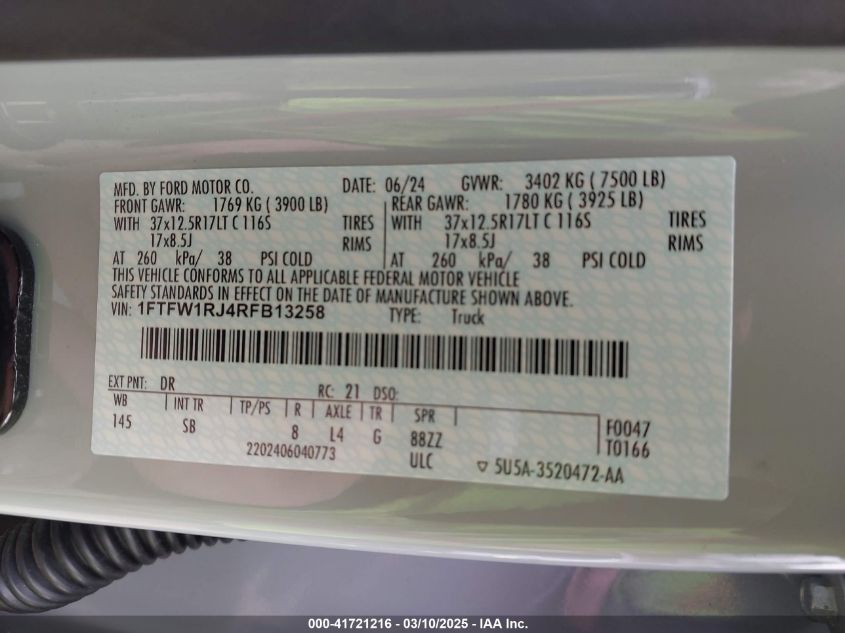 MFD. BY FORD MOTOR CO. DATE: 06/24 GVWR: 3402 KG ( 7500 LB)
FRONT GAWR: 1769 KG ( 3900 LB) REAR GAWR: 1780 KG ( 3925 LB)
WITH 37x12.5R17LT C 116S TIRES WITH 37x12.5R17LT C 116S TIRES
17x8.5J RIMS 17x8.5J RIMS
AT 260 kPa/ 38 PSI COLD AT 260 kPa/ 38 PSI COLD
THIS VEHICLE CONFORMS TO ALL APPLICABLE FEDERAL MOTOR VEHICLE
SAFETY STANDARDS IN EFFECT ON THE DATE OF MANUFACTURE SHOWN ABOVE.
VIN: 1FTFW1RJ4RFB13258 TYPE: Truck
EXT PNT: DR RC: 21 DSO:
WB INT TR TP/PS R AXLE TR SPR F0047
145 SB 8 L4 G 88ZZ T0166
2202406040773 ULC 5U5A-3520472-AA
000-41721216 - 03/10/2025 - IAA Inc.